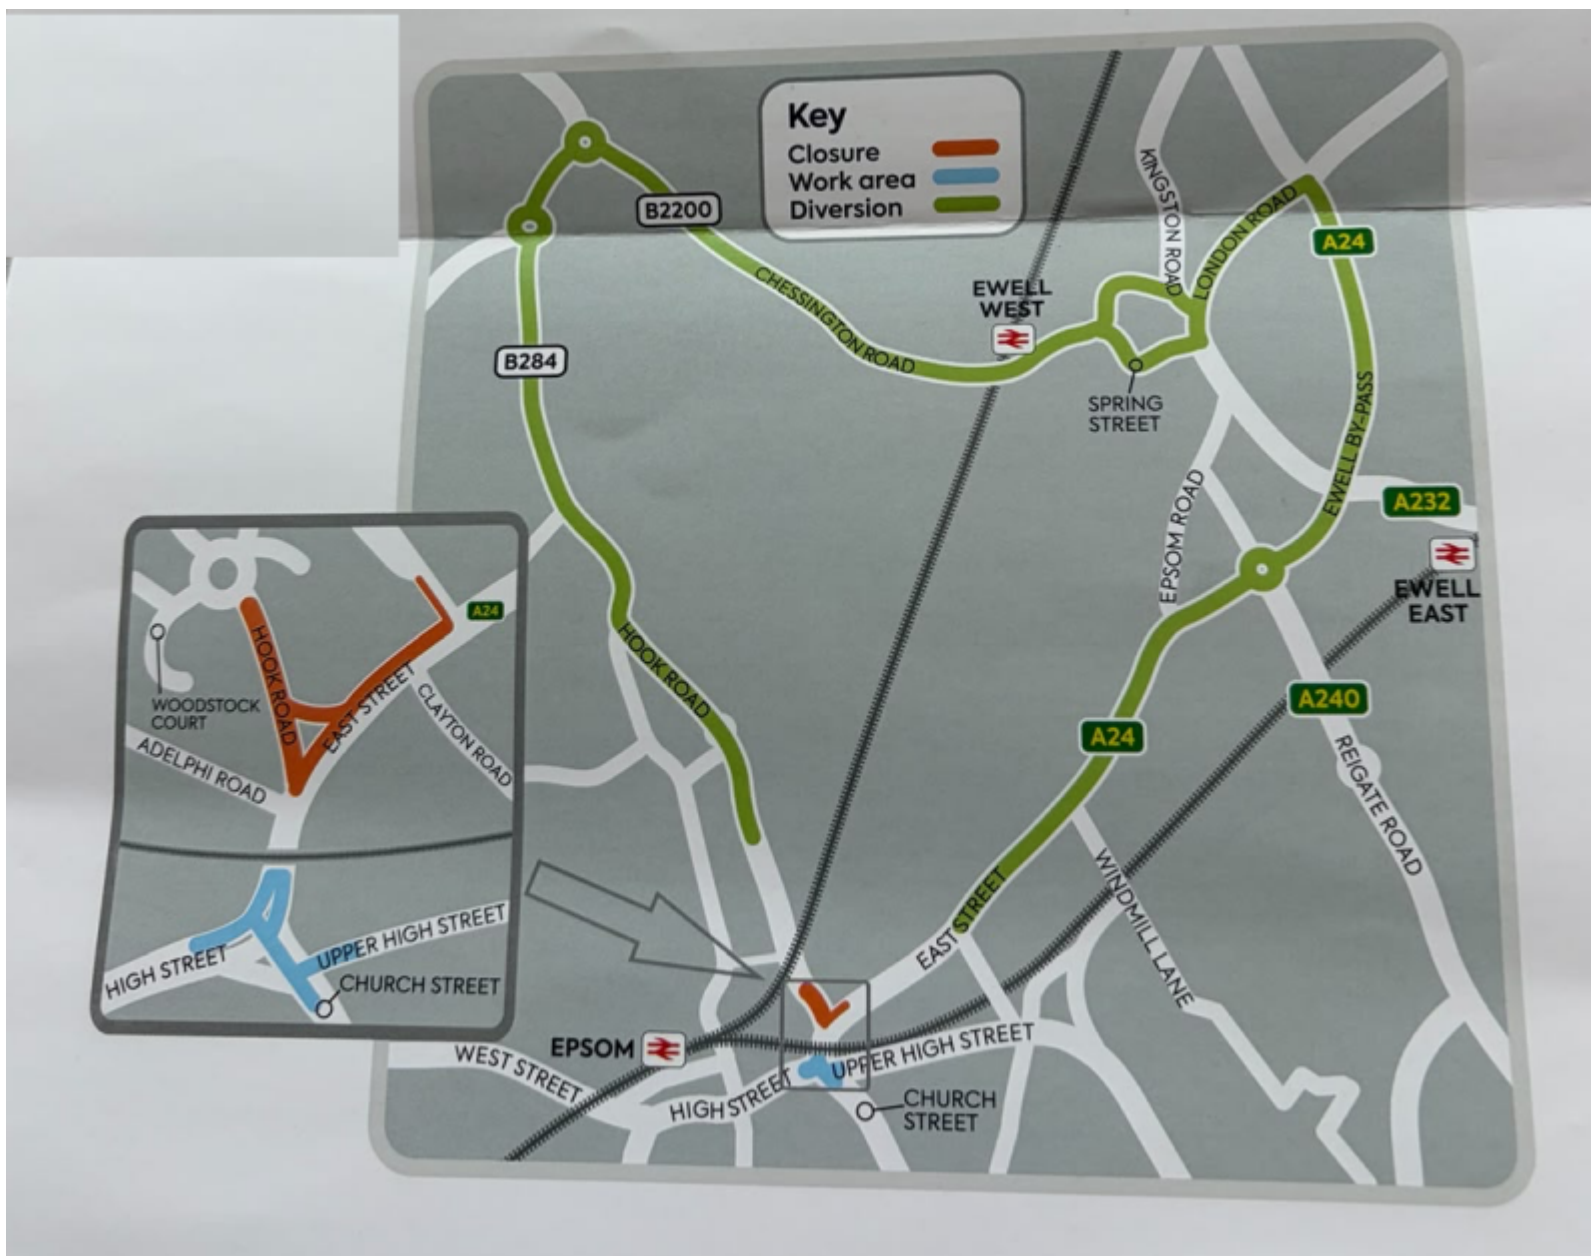 Key
Closure
Work area
Diversion
B2200
KINGSTON ROAD
LONDON ROAD
A24
CHESSINGTON ROAD
EWELL
WEST
B284
SPRING
STREET
EWELL BY-PASS
A232
EPSOM ROAD
EWELL
EAST
HOOK ROAD
A240
A24
REIGATE ROAD
EAST STREET
WINDMILL LANE
EPSOM
WEST STREET
HIGH STREET
UPPER HIGH STREET
CHURCH
STREET
A24
HOOK ROAD
WOODSTOCK
COURT
EAST STREET
CLAYTON ROAD
ADELPHI ROAD
HIGH STREET
UPPER HIGH STREET
CHURCH STREET